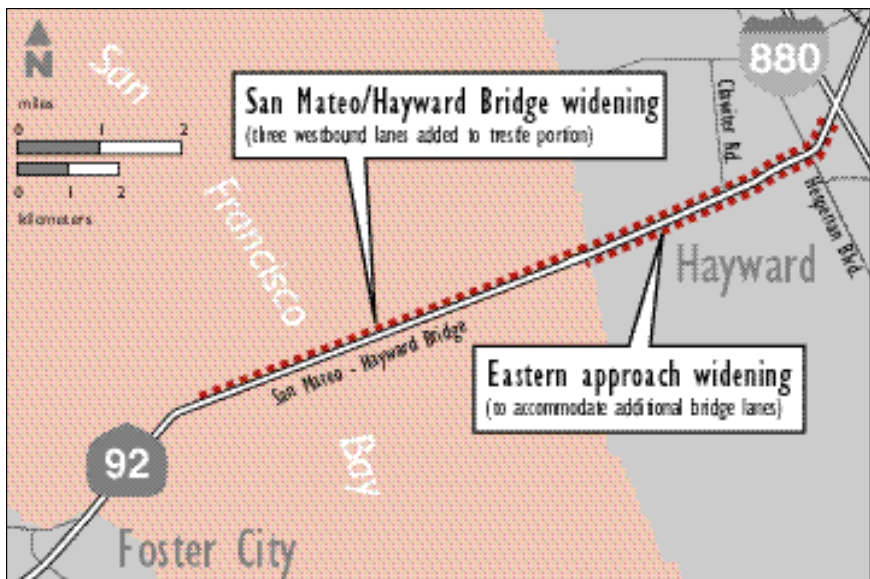 N
San
Francisco
Bay
miles
0 1 2
0 1 2
kilometers
San Mateo/Hayward Bridge widening
(three westbound lanes added to trestle portion)
880
Clawiter Rd.
Hesperian Blvd.
Hayward
San Mateo - Hayward Bridge
Eastern approach widening
(to accommodate additional bridge lanes)
92
Foster City